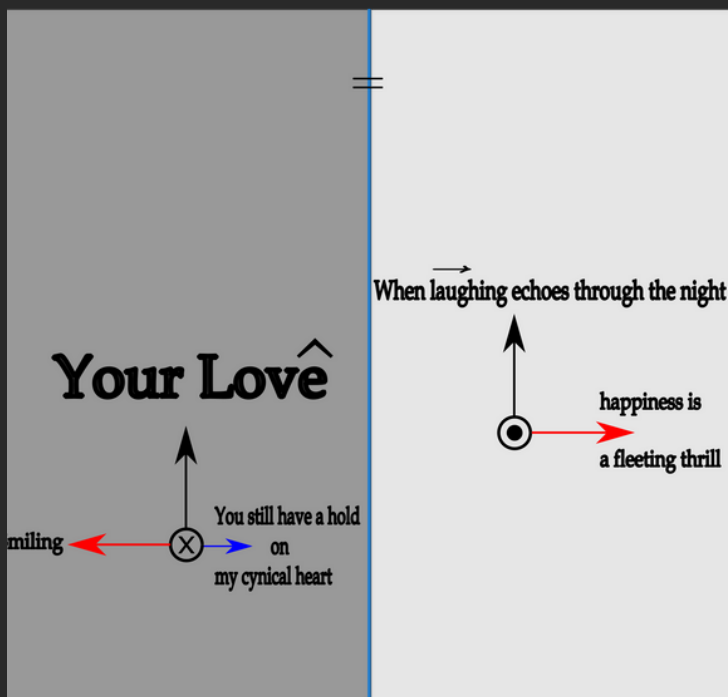 When laughing echoes through the night
Your Love
happiness is
a fleeting thrill
You still have a hold
on
my cynical heart
miling
X